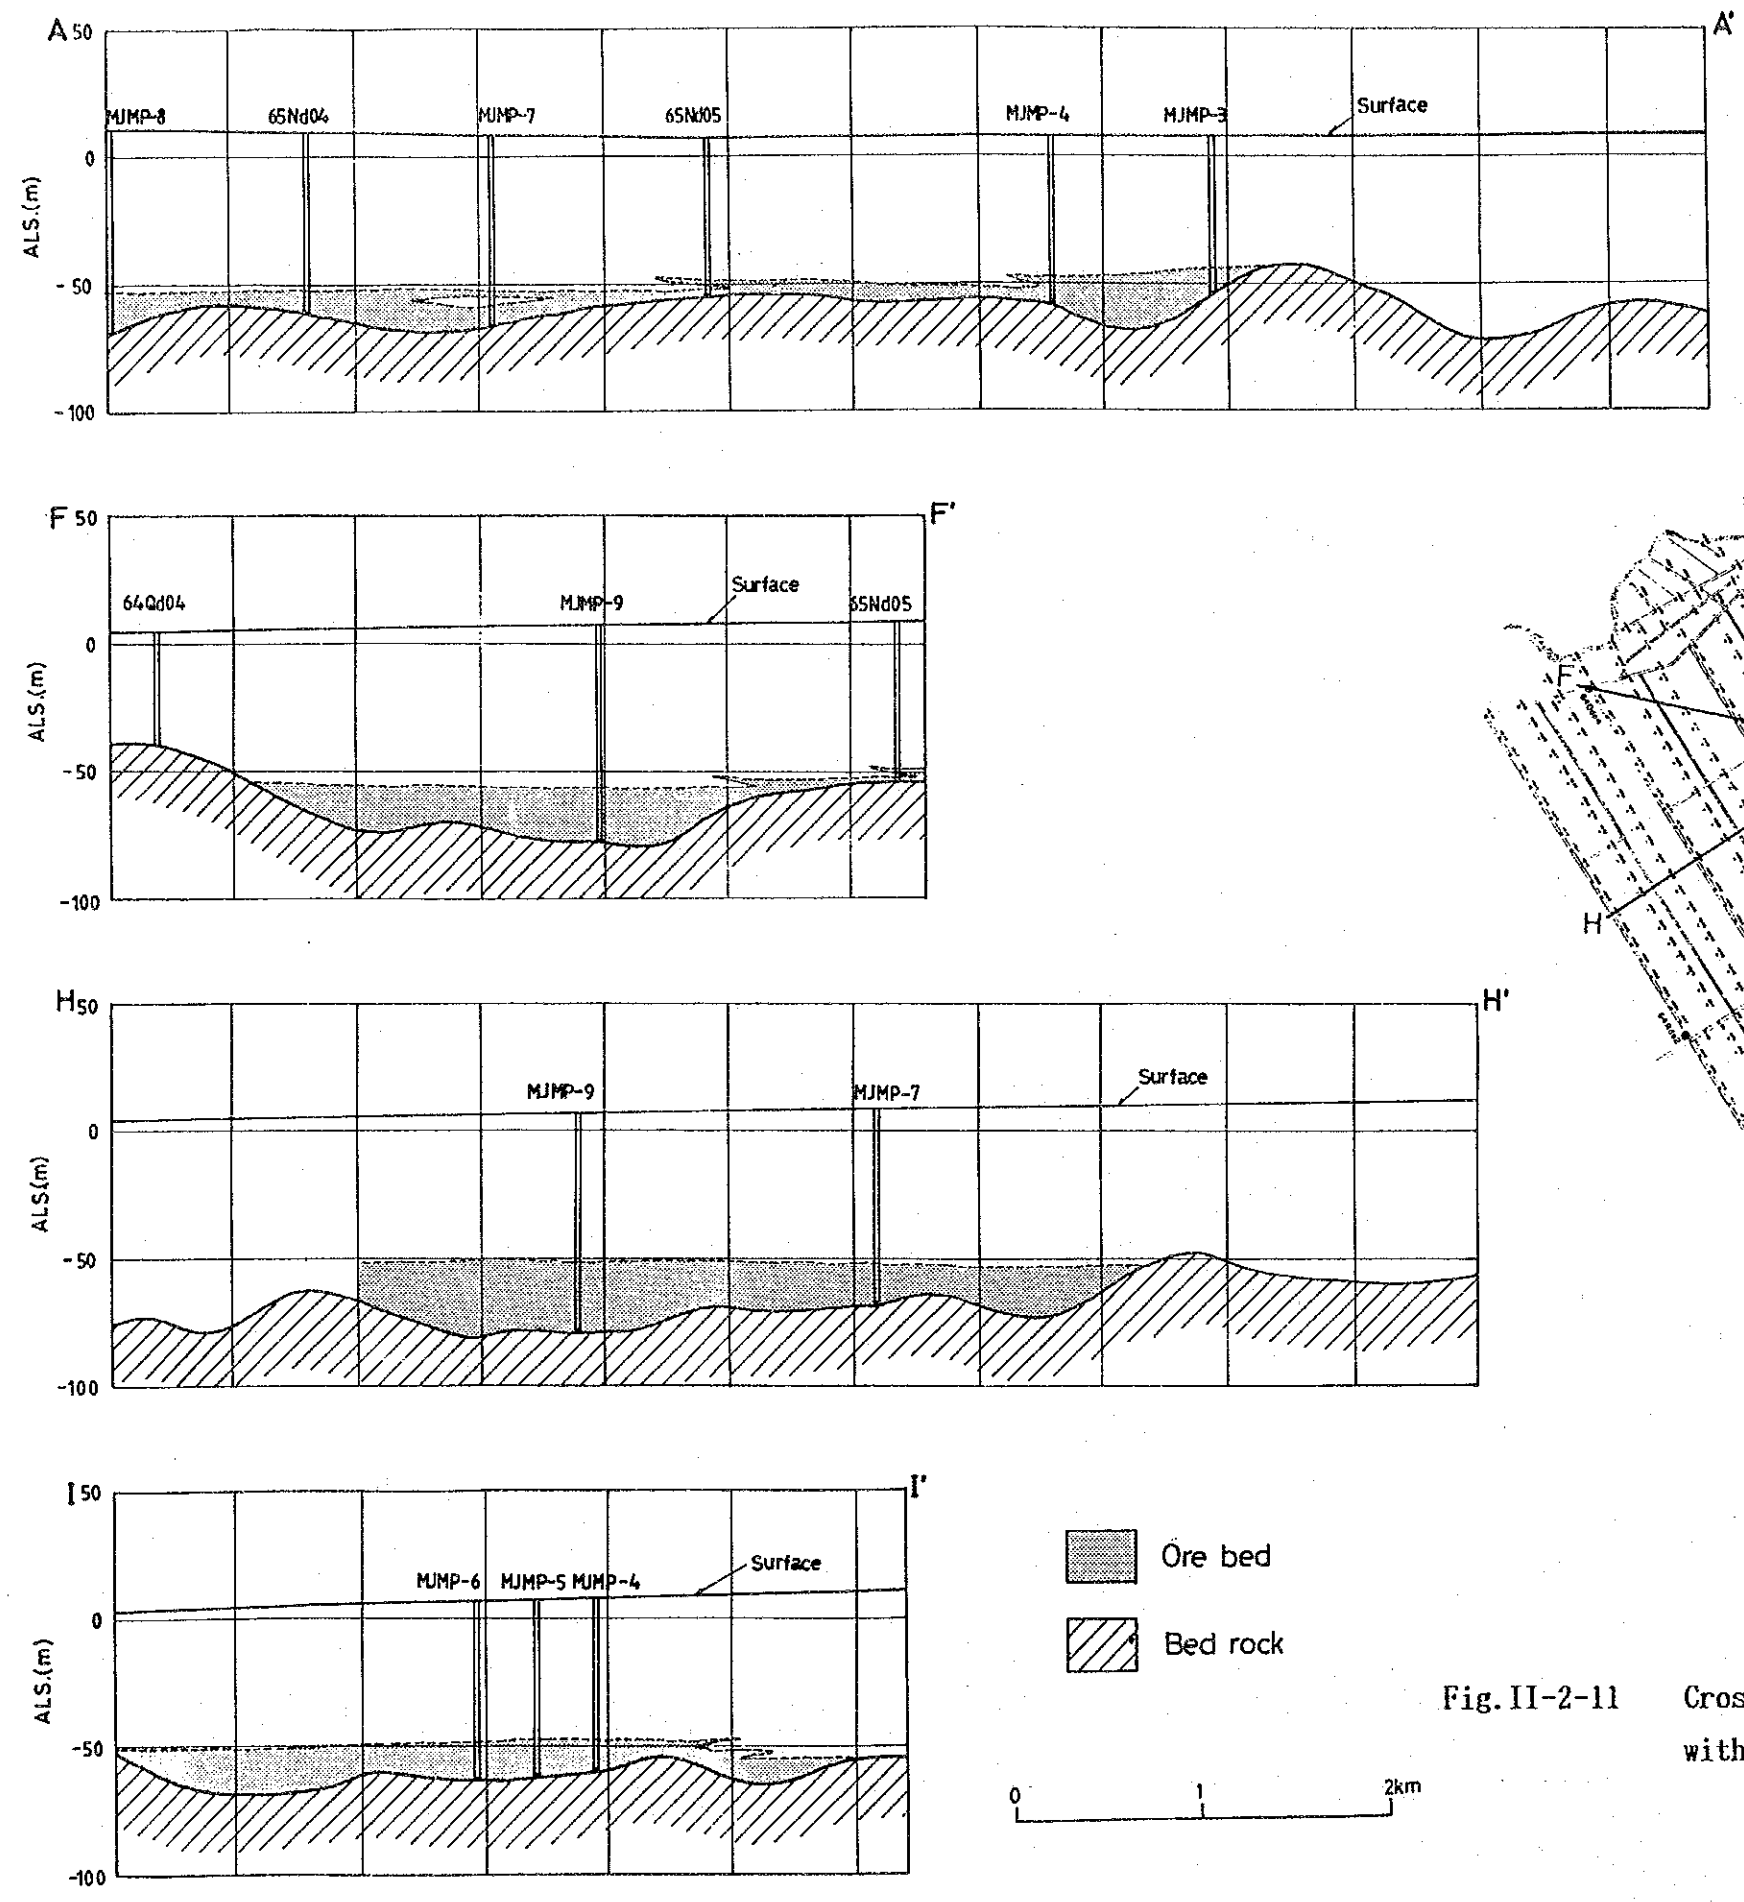 A 50 A'
MJMP-8 65Nd04 MJMP-7 65Nd05 MJMP-4 MJMP-3 Surface
0
ALS.(m)
-50
-100
F 50 F'
64Qd04 MJMP-9 Surface 65Nd05
0
ALS.(m)
-50
-100
F
H
H 50 H'
MJMP-9 MJMP-7 Surface
0
ALS.(m)
-50
-100
I 50 I'
MJMP-6 MJMP-5 MJMP-4 Surface
0
ALS.(m)
-50
-100
Ore bed
Bed rock
0 1 2km
Fig.II-2-11 Cros
with